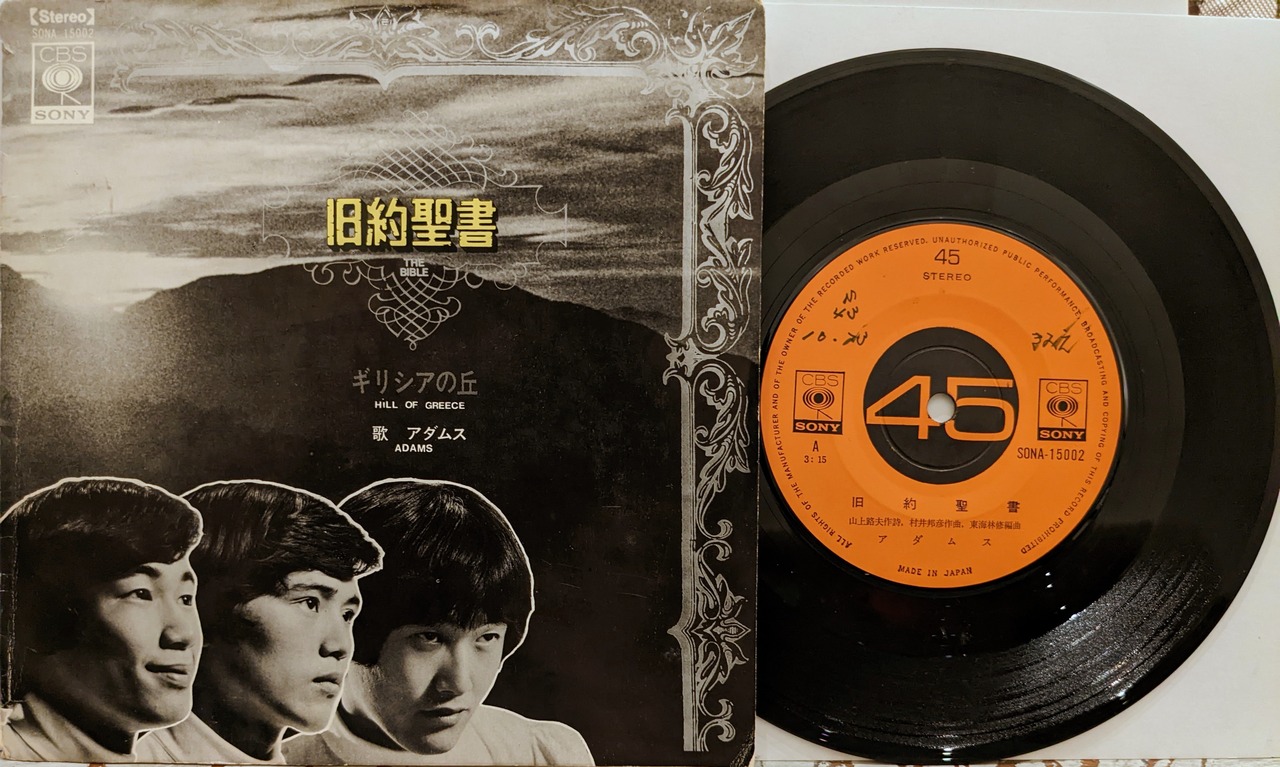 【Stereo】
SONA 15002
CBS
SONY
旧約聖書
THE
BIBLE
ギリシアの丘
HILL OF GREECE
歌 アダムス
ADAMS
ALL RIGHTS OF THE MANUFACTURER AND OF THE OWNER OF THE RECORDED WORK RESERVED. UNAUTHORIZED PUBLIC PERFORMANCE, BROADCASTING AND COPYING OF THIS RECORD PROHIBITED
45
STEREO
CBS
SONY
45
CBS
SONY
A
3:15
SONA-15002
旧約聖書
山上路夫作詩, 村井邦彦作曲, 東海林修編曲
アダムス
MADE IN JAPAN